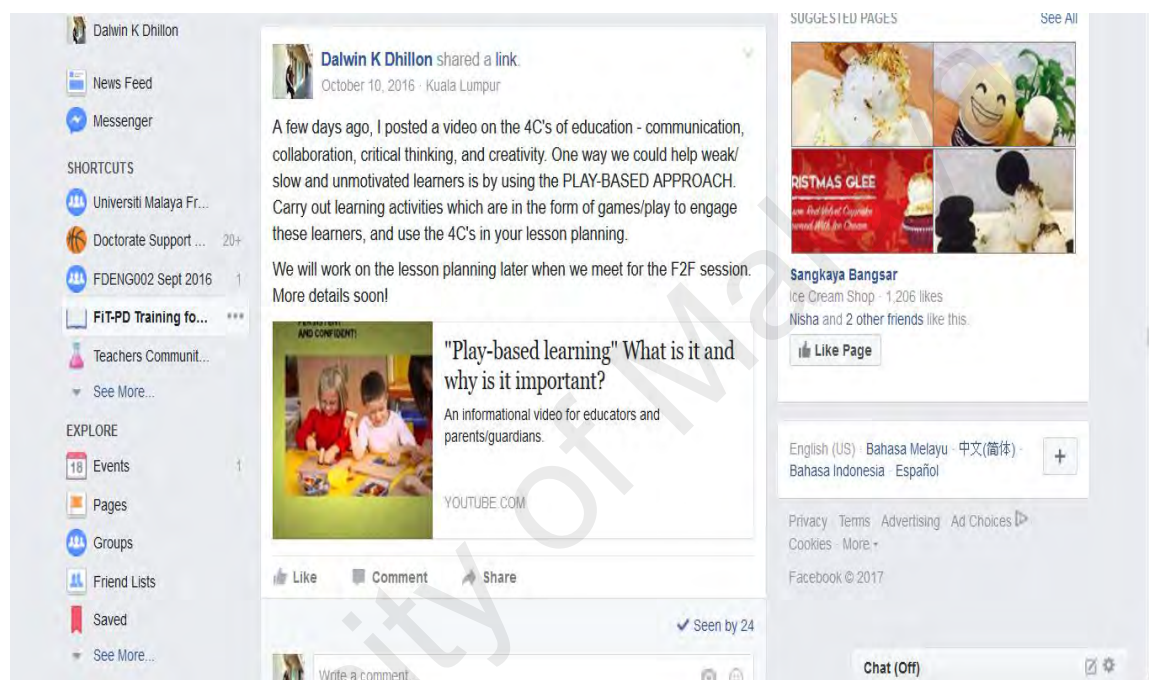 Dalwin K Dhillon
News Feed
Messenger
SHORTCUTS
Universiti Malaya Fr...
Doctorate Support ... 20+
FDENG002 Sept 2016 1
FiT-PD Training fo...
Teachers Communit...
See More...
EXPLORE
Events 1
Pages
Groups
Friend Lists
Saved
See More...
Dalwin K Dhillon shared a link.
October 10, 2016 · Kuala Lumpur
A few days ago, I posted a video on the 4C's of education - communication,
collaboration, critical thinking, and creativity. One way we could help weak/
slow and unmotivated learners is by using the PLAY-BASED APPROACH.
Carry out learning activities which are in the form of games/play to engage
these learners, and use the 4C's in your lesson planning.
We will work on the lesson planning later when we meet for the F2F session.
More details soon!
PERSISTENT
AND CONFIDENT!
"Play-based learning" What is it and
why is it important?
An informational video for educators and
parents/guardians.
YOUTUBE.COM
Like Comment Share
Seen by 24
Write a comment
SUGGESTED PAGES See All
RISTMAS GLEE
Sangkaya Bangsar
Ice Cream Shop · 1,206 likes
Nisha and 2 other friends like this.
Like Page
English (US) · Bahasa Melayu · 中文(简体) ·
Bahasa Indonesia · Español
Privacy · Terms · Advertising · Ad Choices
Cookies · More
Facebook © 2017
Chat (Off)
18
ity of Mala